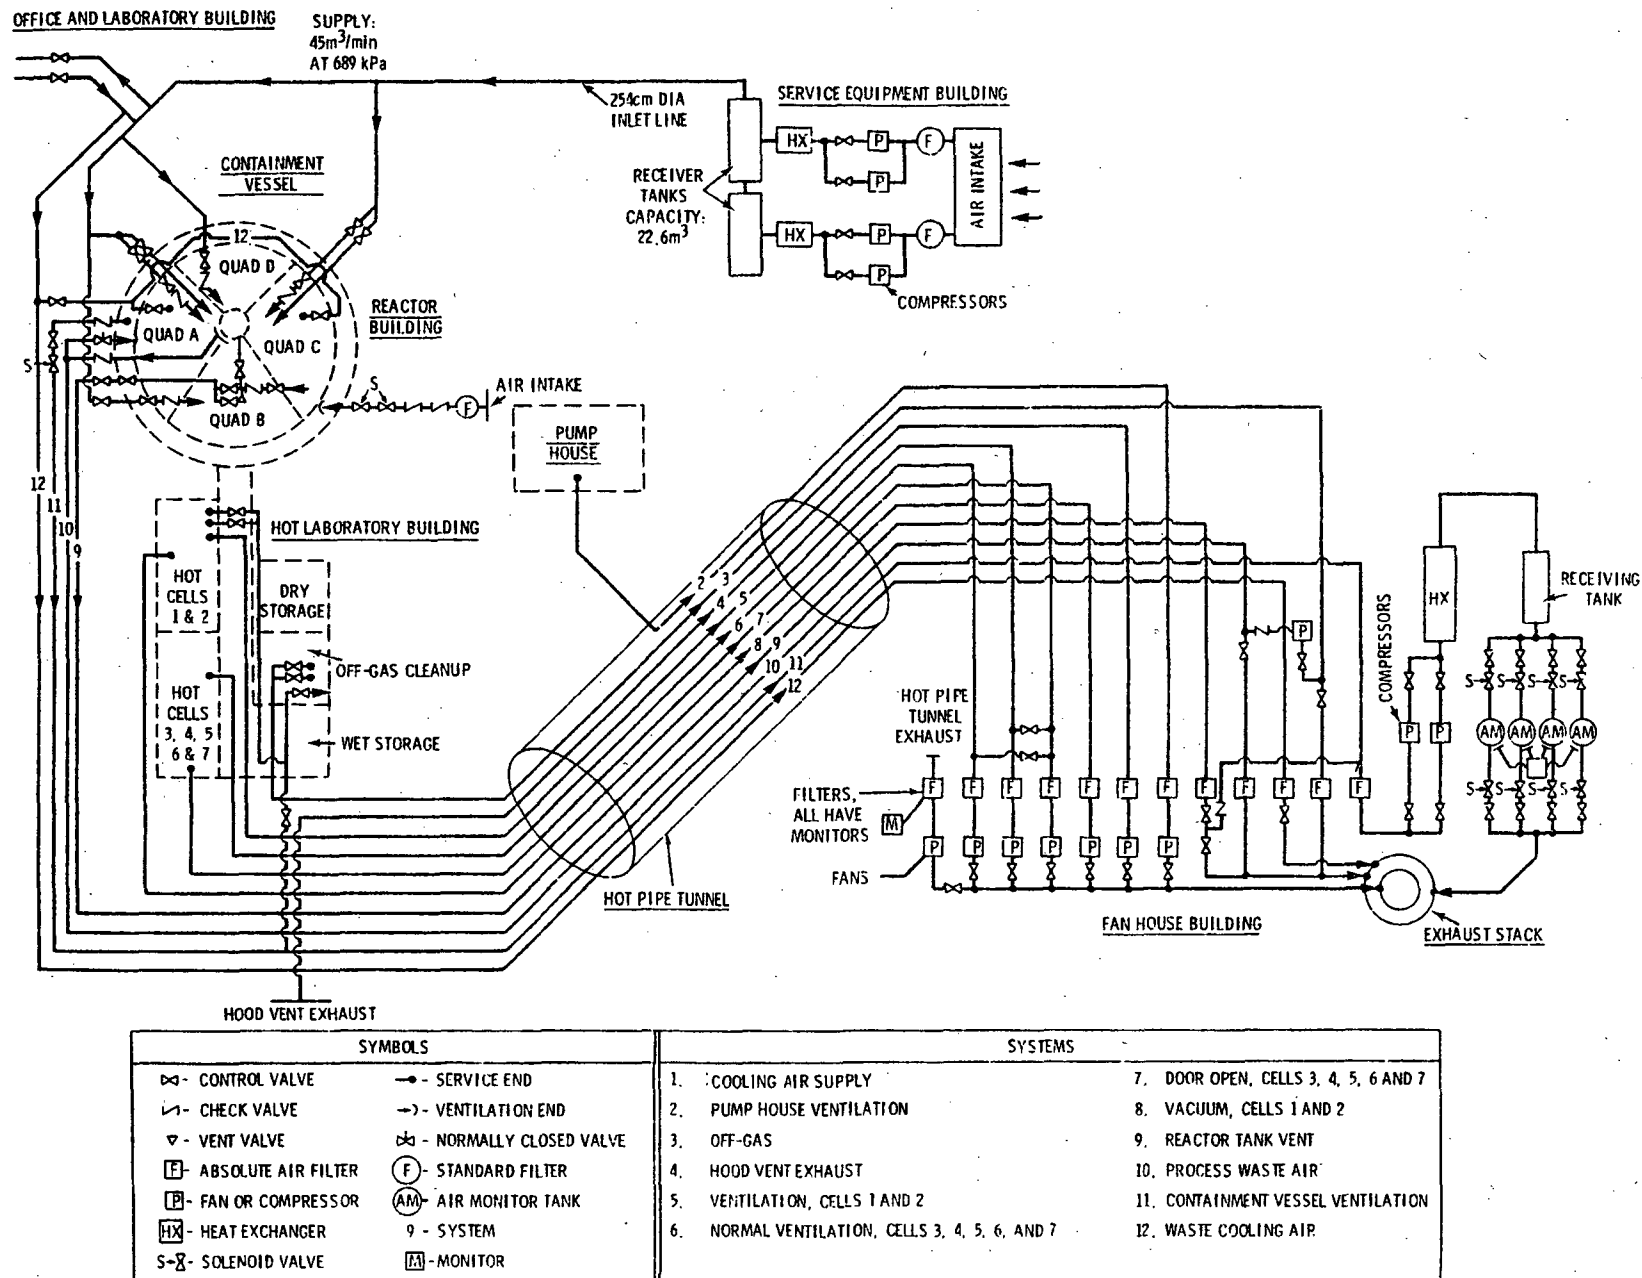 OFFICE AND LABORATORY BUILDING
SUPPLY:
45m³/min
AT 689 kPa
254cm DIA
INLET LINE
SERVICE EQUIPMENT BUILDING
HX
P
F
P
AIR INTAKE
RECEIVER
TANKS
CAPACITY:
22.6m³
HX
P
F
P
COMPRESSORS
CONTAINMENT
VESSEL
12
QUAD D
REACTOR
BUILDING
QUAD A
QUAD C
S
QUAD B
S
F
AIR INTAKE
PUMP
HOUSE
12
11
10
9
HOT LABORATORY BUILDING
HOT
CELLS
1 & 2
DRY
STORAGE
OFF-GAS CLEANUP
HOT
CELLS
3, 4, 5
6 & 7
WET STORAGE
2
3
4
5
6
7
8
9
10
11
12
HOT PIPE TUNNEL
HOOD VENT EXHAUST
HOT PIPE
TUNNEL
EXHAUST
FILTERS,
ALL HAVE
MONITORS
M
F
F
F
F
F
F
F
F
F
F
F
F
FANS
P
P
P
P
P
P
P
P
FAN HOUSE BUILDING
EXHAUST STACK
COMPRESSORS
P
P
HX
RECEIVING
TANK
S
S
S
S
AM
AM
AM
AM
S
S
S
S
SYMBOLS
- CONTROL VALVE
- SERVICE END
- CHECK VALVE
- VENTILATION END
- VENT VALVE
- NORMALLY CLOSED VALVE
F - ABSOLUTE AIR FILTER
F - STANDARD FILTER
P - FAN OR COMPRESSOR
AM - AIR MONITOR TANK
HX - HEAT EXCHANGER
9 - SYSTEM
S - SOLENOID VALVE
M - MONITOR
SYSTEMS
1. COOLING AIR SUPPLY
2. PUMP HOUSE VENTILATION
3. OFF-GAS
4. HOOD VENT EXHAUST
5. VENTILATION, CELLS 1 AND 2
6. NORMAL VENTILATION, CELLS 3, 4, 5, 6, AND 7
7. DOOR OPEN, CELLS 3, 4, 5, 6 AND 7
8. VACUUM, CELLS 1 AND 2
9. REACTOR TANK VENT
10. PROCESS WASTE AIR
11. CONTAINMENT VESSEL VENTILATION
12. WASTE COOLING AIR